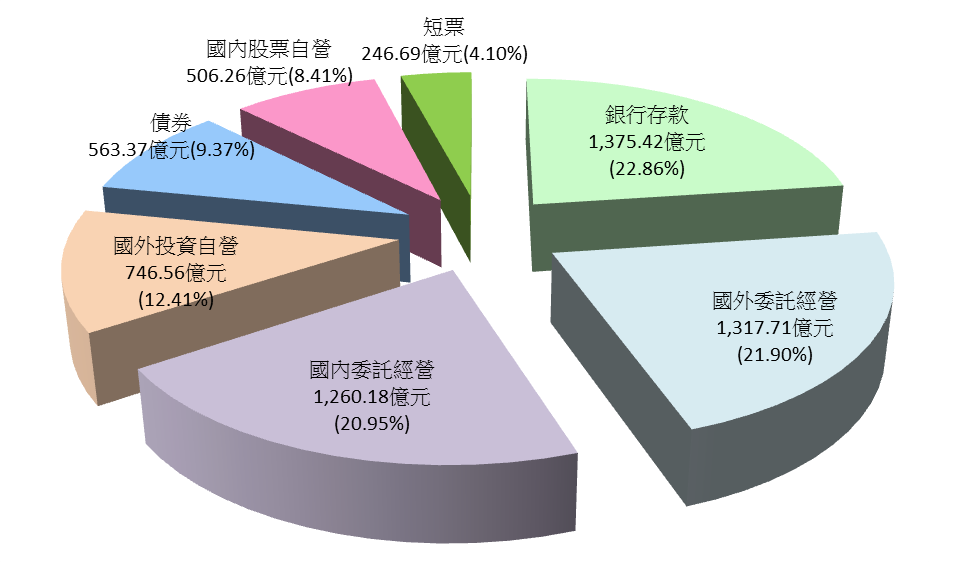 短票
246.69億元(4.10%)
國內股票自營
506.26億元(8.41%)
債券
563.37億元(9.37%)
銀行存款
1,375.42億元
(22.86%)
國外投資自營
746.56億元
(12.41%)
國外委託經營
1,317.71億元
(21.90%)
國內委託經營
1,260.18億元
(20.95%)